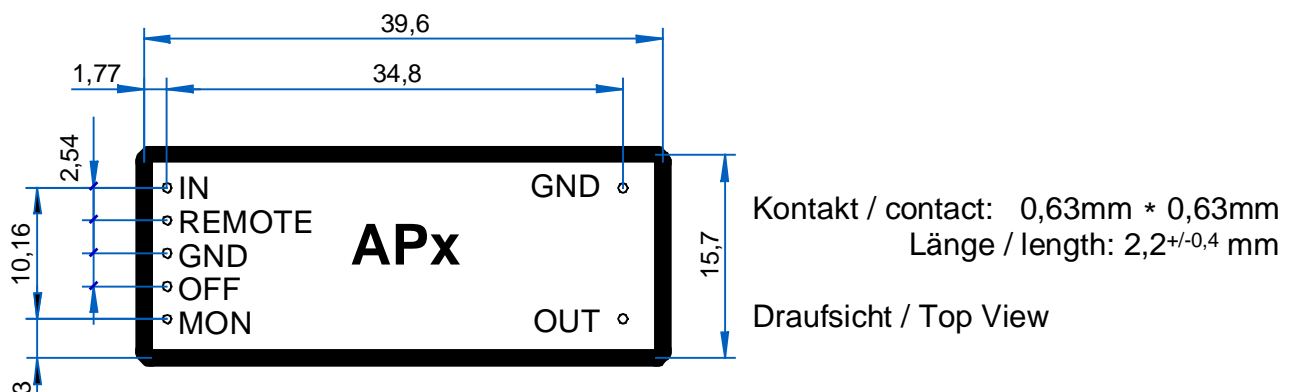 39,6
1,77
34,8
2,54
IN
GND
REMOTE
APx
GND
OFF
MON
OUT
10,16
15,7
Kontakt / contact: 0,63mm * 0,63mm
Länge / length: 2,2+/-0,4 mm
Draufsicht / Top View
3